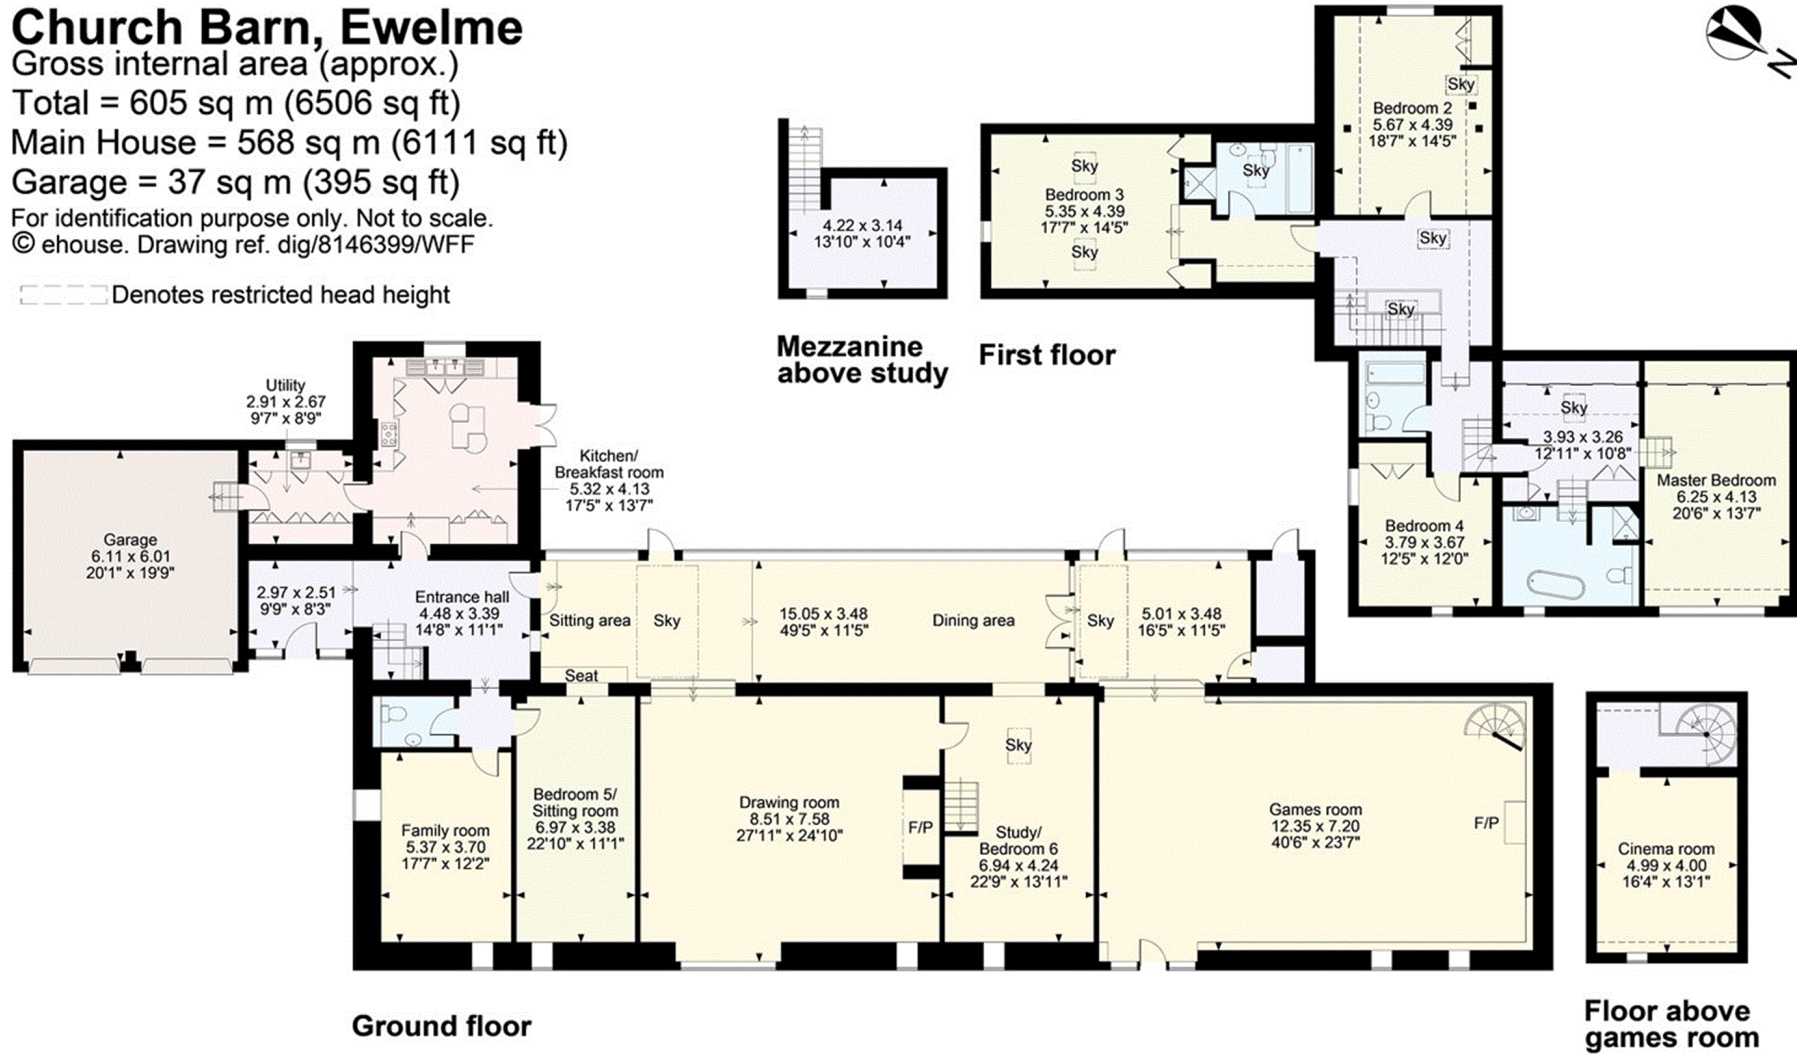 Church Barn, Ewelme
Gross internal area (approx.)
Total = 605 sq m (6506 sq ft)
Main House = 568 sq m (6111 sq ft)
Garage = 37 sq m (395 sq ft)
For identification purpose only. Not to scale.
© ehouse. Drawing ref. dig/8146399/WFF
Denotes restricted head height
N
4.22 x 3.14
13'10" x 10'4"
Mezzanine
above study
Sky
Bedroom 2
5.67 x 4.39
18'7" x 14'5"
Sky
Bedroom 3
5.35 x 4.39
17'7" x 14'5"
Sky
Sky
Sky
Sky
First floor
Sky
3.93 x 3.26
12'11" x 10'8"
Master Bedroom
6.25 x 4.13
20'6" x 13'7"
Bedroom 4
3.79 x 3.67
12'5" x 12'0"
Utility
2.91 x 2.67
9'7" x 8'9"
Kitchen/
Breakfast room
5.32 x 4.13
17'5" x 13'7"
Garage
6.11 x 6.01
20'1" x 19'9"
2.97 x 2.51
9'9" x 8'3"
Entrance hall
4.48 x 3.39
14'8" x 11'1"
Sitting area
Sky
15.05 x 3.48
49'5" x 11'5"
Dining area
Sky
5.01 x 3.48
16'5" x 11'5"
Seat
Family room
5.37 x 3.70
17'7" x 12'2"
Bedroom 5/
Sitting room
6.97 x 3.38
22'10" x 11'1"
Drawing room
8.51 x 7.58
27'11" x 24'10"
F/P
Sky
Study/
Bedroom 6
6.94 x 4.24
22'9" x 13'11"
Games room
12.35 x 7.20
40'6" x 23'7"
F/P
Cinema room
4.99 x 4.00
16'4" x 13'1"
Ground floor
Floor above
games room